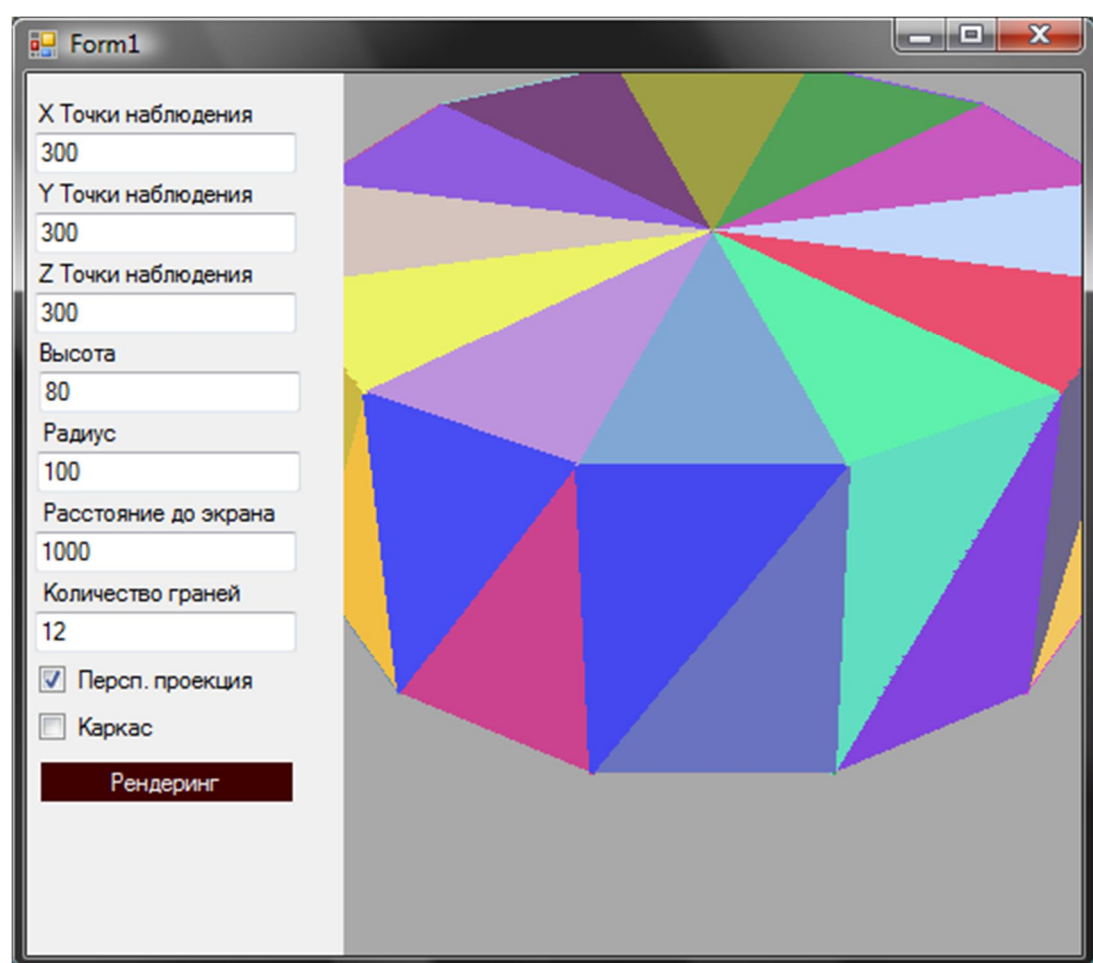 Form1
X Точки наблюдения
300
Y Точки наблюдения
300
Z Точки наблюдения
300
Высота
80
Радиус
100
Расстояние до экрана
1000
Количество граней
12
Персп. проекция
Каркас
Рендеринг